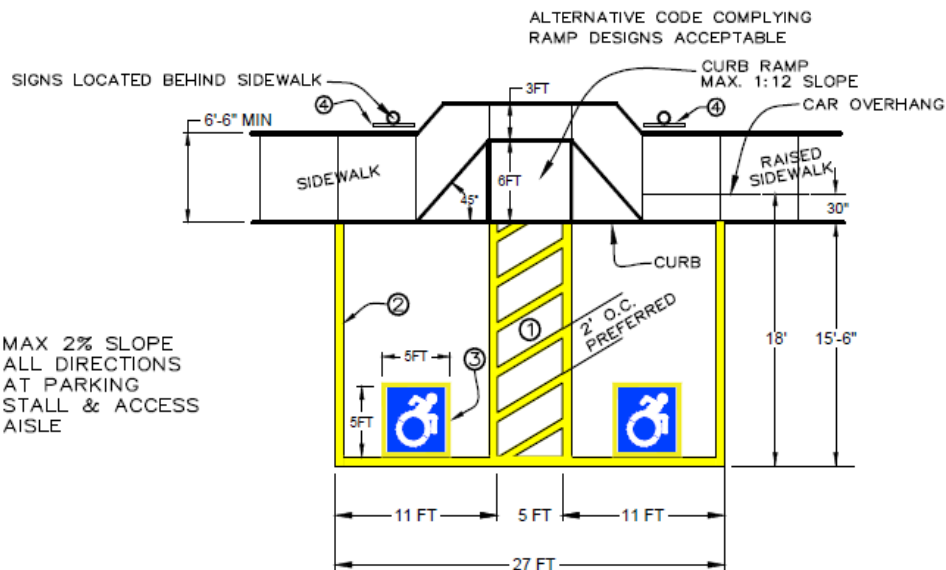 ALTERNATIVE CODE COMPLYING
RAMP DESIGNS ACCEPTABLE
CURB RAMP
MAX. 1:12 SLOPE
SIGNS LOCATED BEHIND SIDEWALK
3FT
CAR OVERHANG
4
4
6'-6" MIN
SIDEWALK
6FT
45°
RAISED
SIDEWALK
30"
CURB
2
1
2' O.C.
PREFERRED
18'
15'-6"
MAX 2% SLOPE
ALL DIRECTIONS
AT PARKING
STALL & ACCESS
AISLE
5FT
3
5FT
11 FT
5 FT
11 FT
27 FT